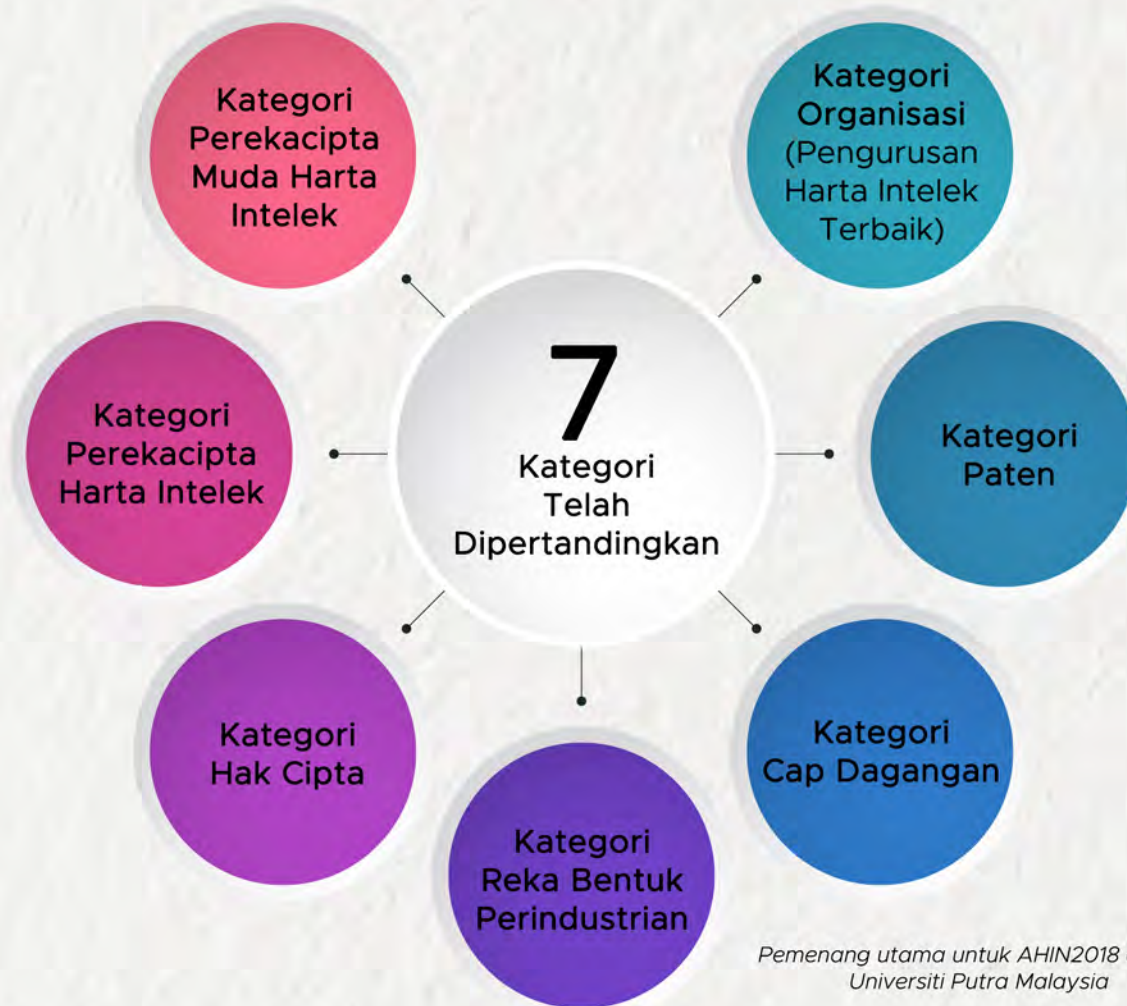 Kategori
Perekacipta
Muda Harta
Intelek
Kategori
Organisasi
(Pengurusan
Harta Intelek
Terbaik)
7
Kategori
Telah
Dipertandingkan
Kategori
Perekacipta
Harta Intelek
Kategori
Paten
Kategori
Hak Cipta
Kategori
Cap Dagangan
Kategori
Reka Bentuk
Perindustrian
Pemenang utama untuk AHIN2018
Universiti Putra Malaysia